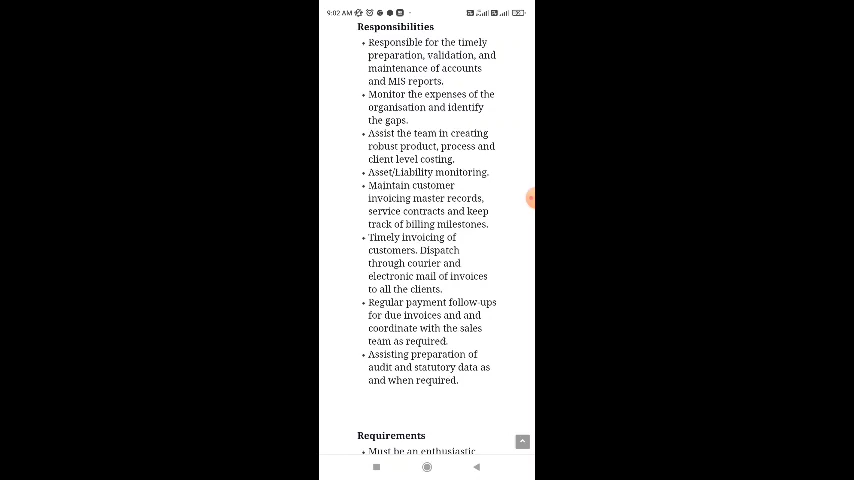 9:02 AM
Responsibilities
• Responsible for the timely
preparation, validation, and
maintenance of accounts
and MIS reports.
• Monitor the expenses of the
organisation and identify
the gaps.
• Assist the team in creating
robust product, process and
client level costing.
• Asset/Liability monitoring.
• Maintain customer
invoicing master records,
service contracts and keep
track of billing milestones.
• Timely invoicing of
customers. Dispatch
through courier and
electronic mail of invoices
to all the clients.
• Regular payment follow-ups
for due invoices and and
coordinate with the sales
team as required.
• Assisting preparation of
audit and statutory data as
and when required.
Requirements
• Must be an enthusiastic